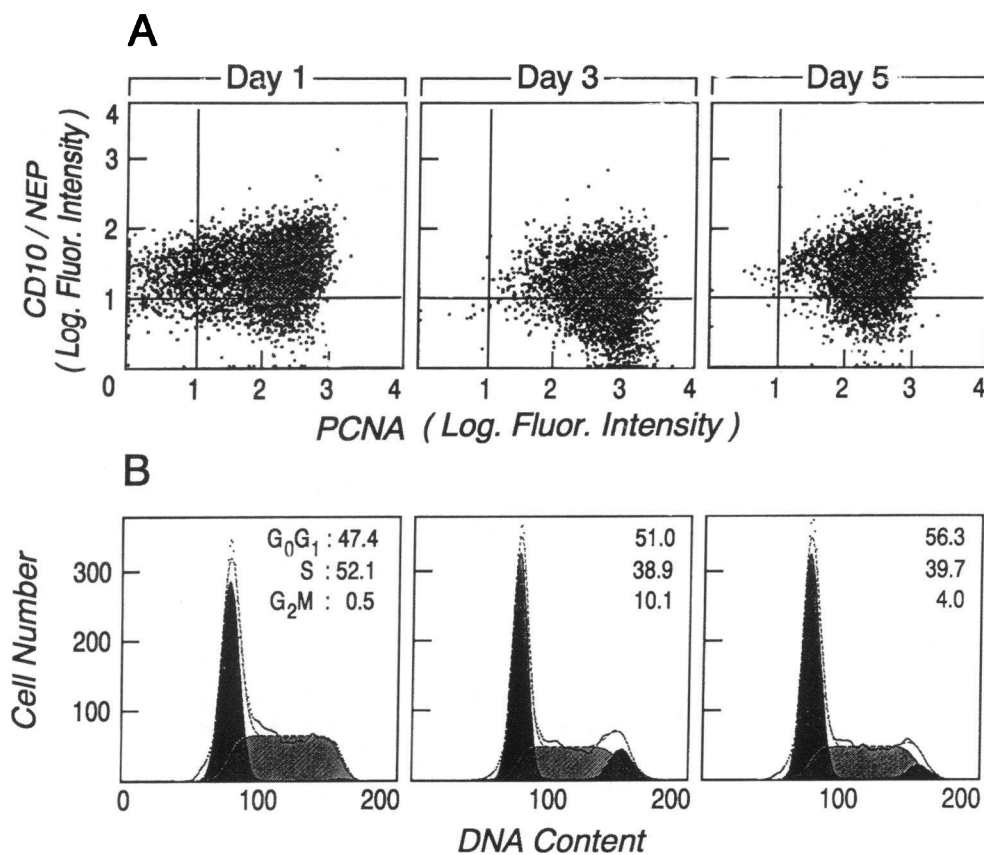 A
Day 1 Day 3 Day 5
CD10 / NEP
( Log. Fluor. Intensity )
4
3
2
1
0
1 2 3 4
1 2 3 4
1 2 3 4
PCNA ( Log. Fluor. Intensity )
B
Cell Number
300
200
100
G0G1 : 47.4
S : 52.1
G2M : 0.5
51.0
38.9
10.1
56.3
39.7
4.0
0 100 200
100 200
100 200
DNA Content